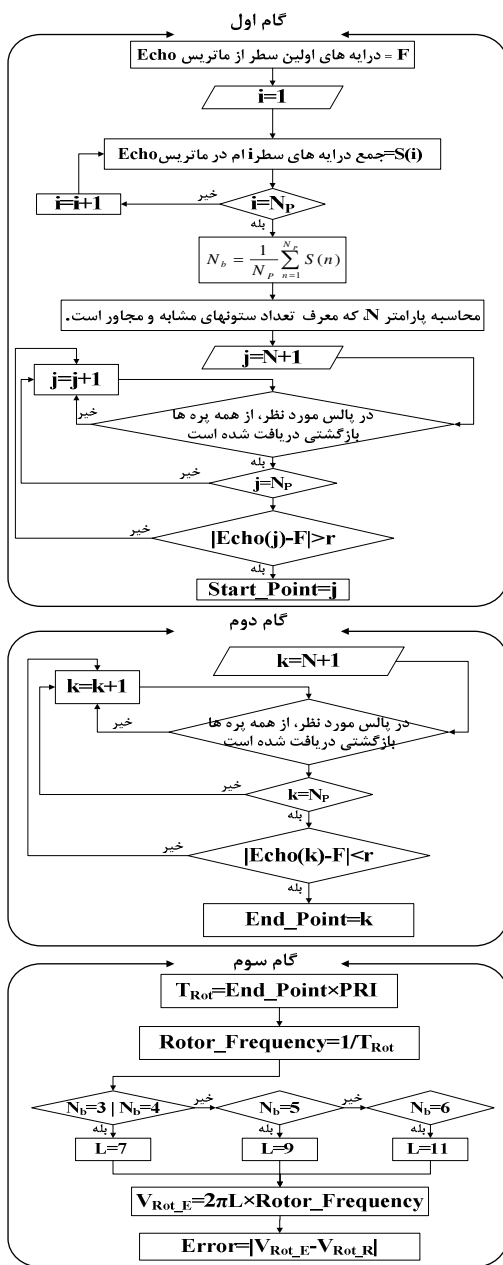 گام اول
F = درایه های اولین سطر از ماتریس Echo
i=1
S(i)=جمع درایه های سطر i ام در ماتریس Echo
i=i+1
خیر
i=N_P
بله
N_b = \frac{1}{N_P} \sum_{n=1}^{N_P} S(n)
محاسبه پارامتر N، که معرف تعداد ستونهای مشابه و مجاور است.
j=N+1
j=j+1
خیر
در پالس مورد نظر، از همه پره ها
بازگشتی دریافت شده است
بله
خیر
j=N_P
خیر
|Echo(j)-F|>r
بله
Start_Point=j
گام دوم
k=N+1
k=k+1
خیر
در پالس مورد نظر، از همه پره ها
بازگشتی دریافت شده است
خیر
k=N_P
بله
خیر
|Echo(k)-F|<r
بله
End_Point=k
گام سوم
T_Rot=End_Point×PRI
Rotor_Frequency=1/T_Rot
N_b=3 | N_b=4
خیر
N_b=5
خیر
N_b=6
بله
بله
بله
L=7
L=9
L=11
V_Rot_E=2πL×Rotor_Frequency
Error=|V_Rot_E-V_Rot_R|